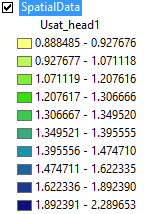 SpatialData
Usat_head1
0.888485 - 0.927676
0.927677 - 1.071118
1.071119 - 1.207616
1.207617 - 1.306666
1.306667 - 1.349520
1.349521 - 1.395555
1.395556 - 1.474710
1.474711 - 1.622335
1.622336 - 1.892390
1.892391 - 2.289653